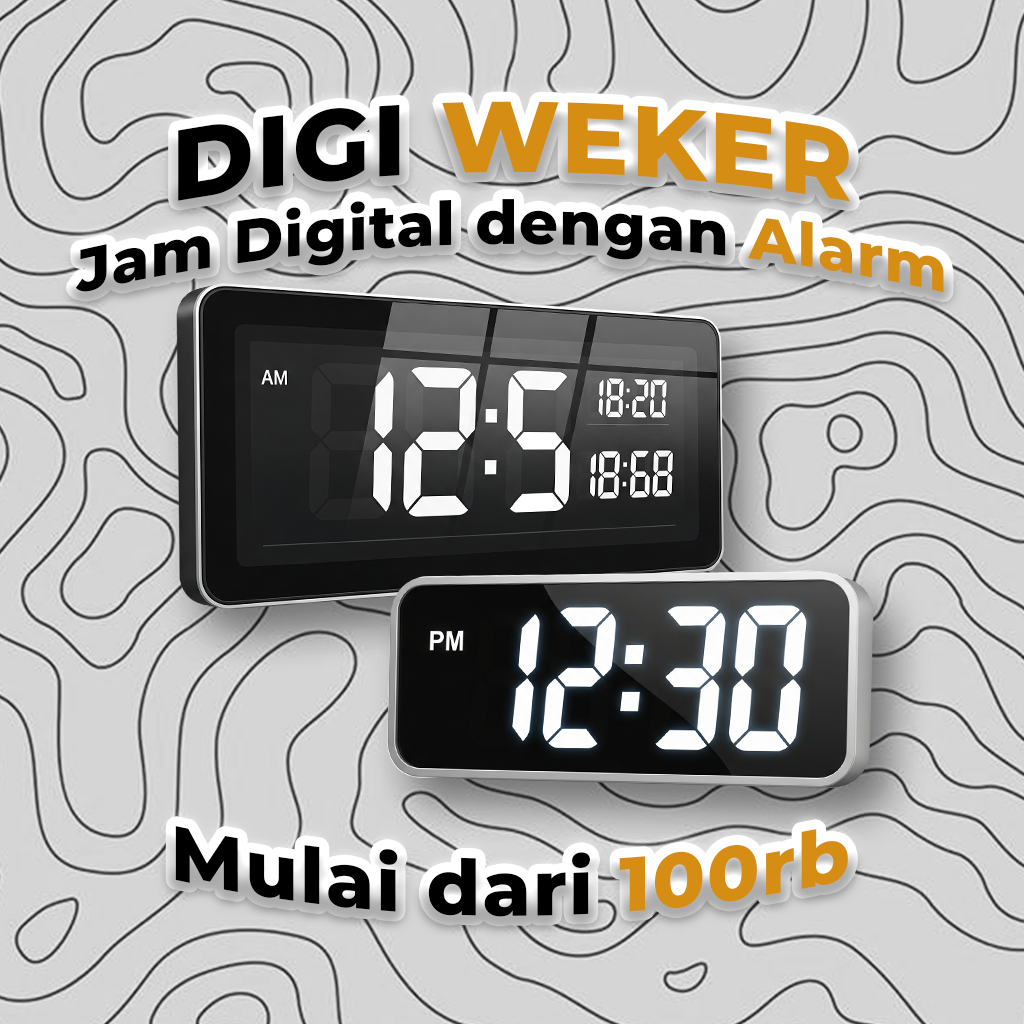 DIGI WEKER
Jam Digital dengan Alarm
AM
12:5
18:20
18:68
PM
12:30
Mulai dari 100rb